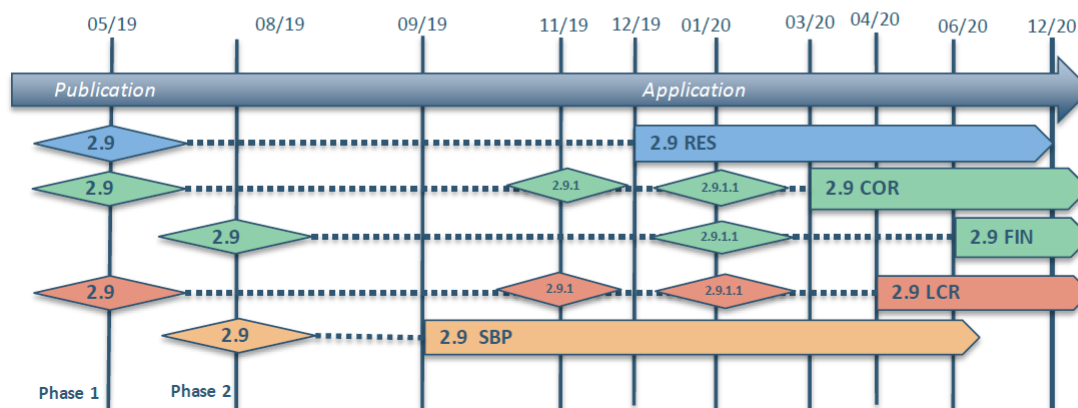 05/19 08/19 09/19 11/19 12/19 01/20 03/20 04/20 06/20 12/20
Publication Application
2.9 2.9 RES
2.9 2.9.1 2.9.1.1 2.9 COR
2.9 2.9.1.1 2.9 FIN
2.9 2.9.1 2.9.1.1 2.9 LCR
2.9 2.9 SBP
Phase 1 Phase 2